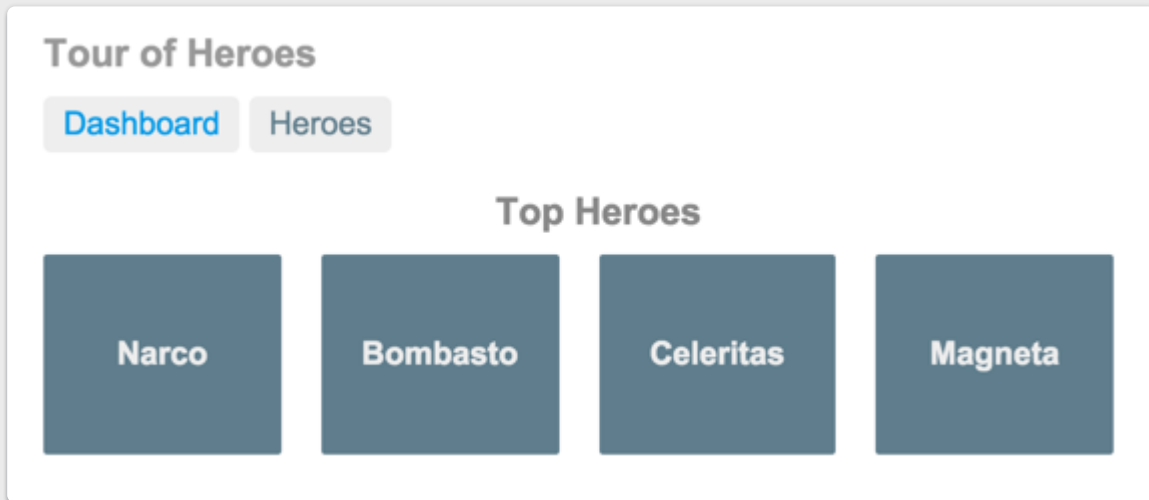 Tour of Heroes
Dashboard Heroes
Top Heroes
Narco Bombasto Celeritas Magneta